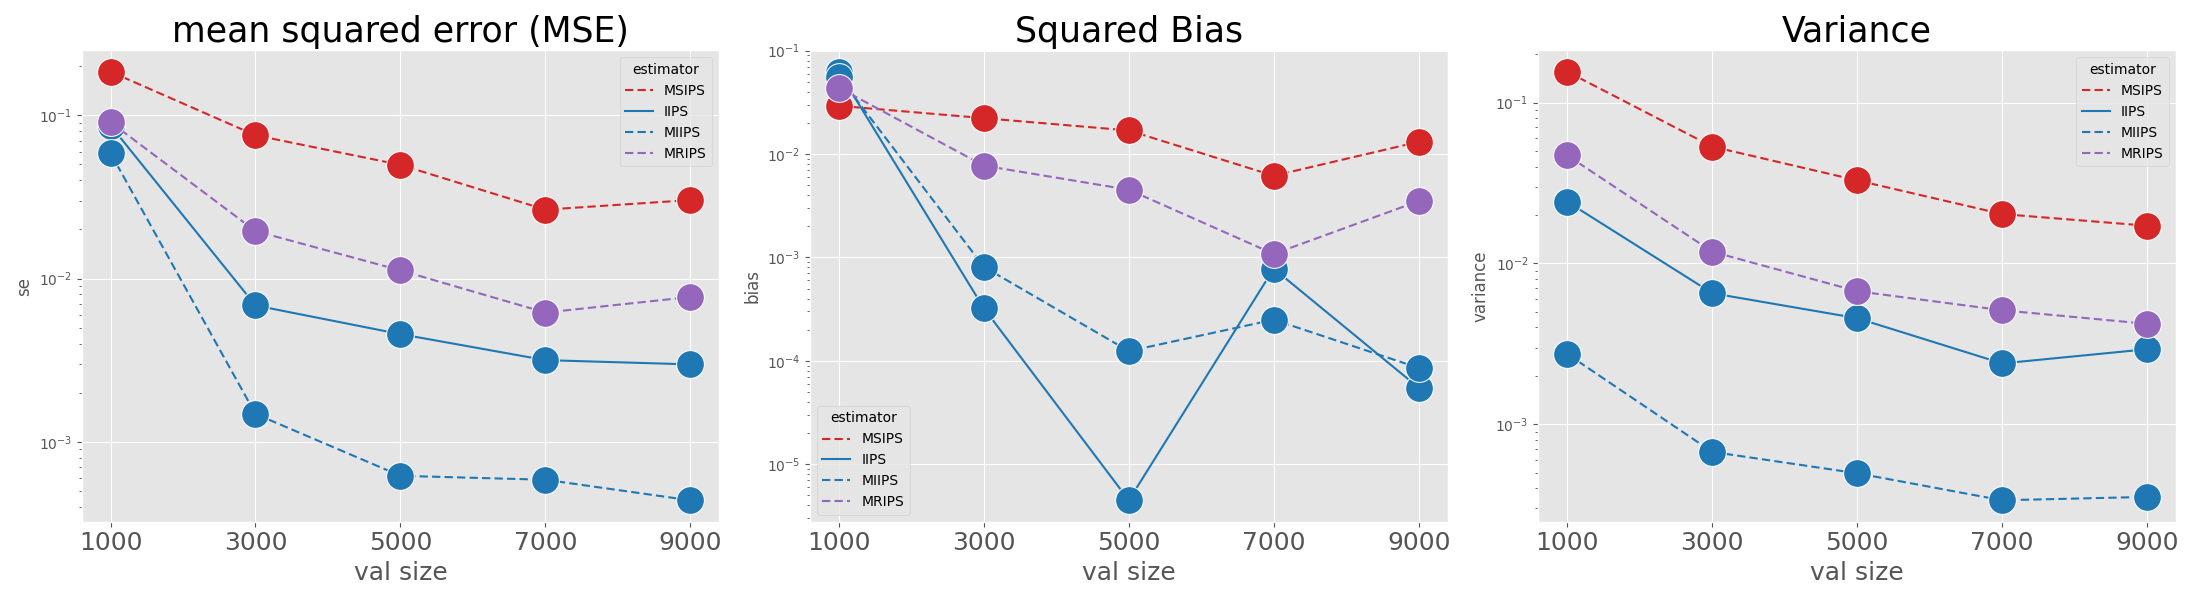 mean squared error (MSE)
se
10⁻¹
10⁻²
10⁻³
estimator
MSIPS
IIPS
MIIPS
MRIPS
1000 3000 5000 7000 9000
val size
Squared Bias
bias
10⁻¹
10⁻²
10⁻³
10⁻⁴
10⁻⁵
estimator
MSIPS
IIPS
MIIPS
MRIPS
1000 3000 5000 7000 9000
val size
Variance
variance
10⁻¹
10⁻²
10⁻³
estimator
MSIPS
IIPS
MIIPS
MRIPS
1000 3000 5000 7000 9000
val size